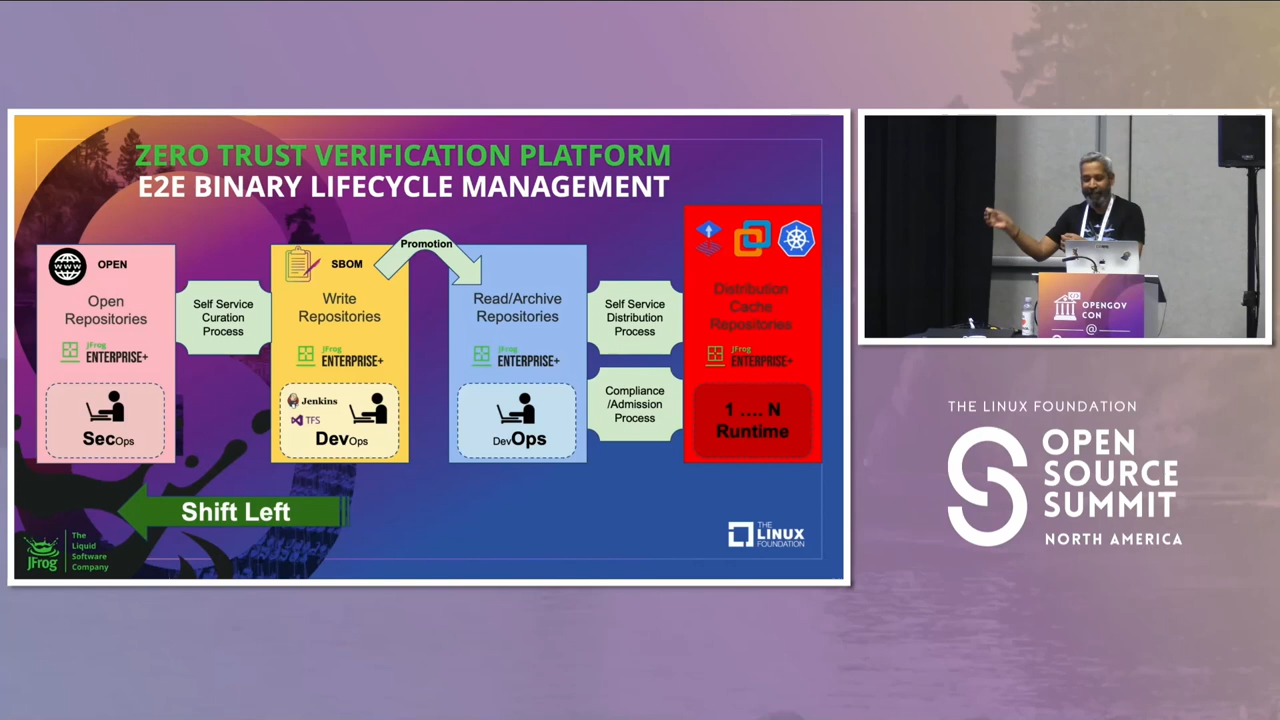 ZERO TRUST VERIFICATION PLATFORM
E2E BINARY LIFECYCLE MANAGEMENT
WWW
OPEN
Open
Repositories
JFrog
ENTERPRISE+
SecOps
Self Service
Curation
Process
SBOM
Write
Repositories
JFrog
ENTERPRISE+
Jenkins
TFS
DevOps
Promotion
Read/Archive
Repositories
JFrog
ENTERPRISE+
DevOps
Self Service
Distribution
Process
Compliance
/Admission
Process
Distribution
Cache
Repositories
JFrog
ENTERPRISE+
1 .... N
Runtime
Shift Left
JFrog
The
Liquid
Software
Company
THE
LINUX
FOUNDATION
OPENGOV
CON
@
THE LINUX FOUNDATION
OPEN
SOURCE
SUMMIT
NORTH AMERICA